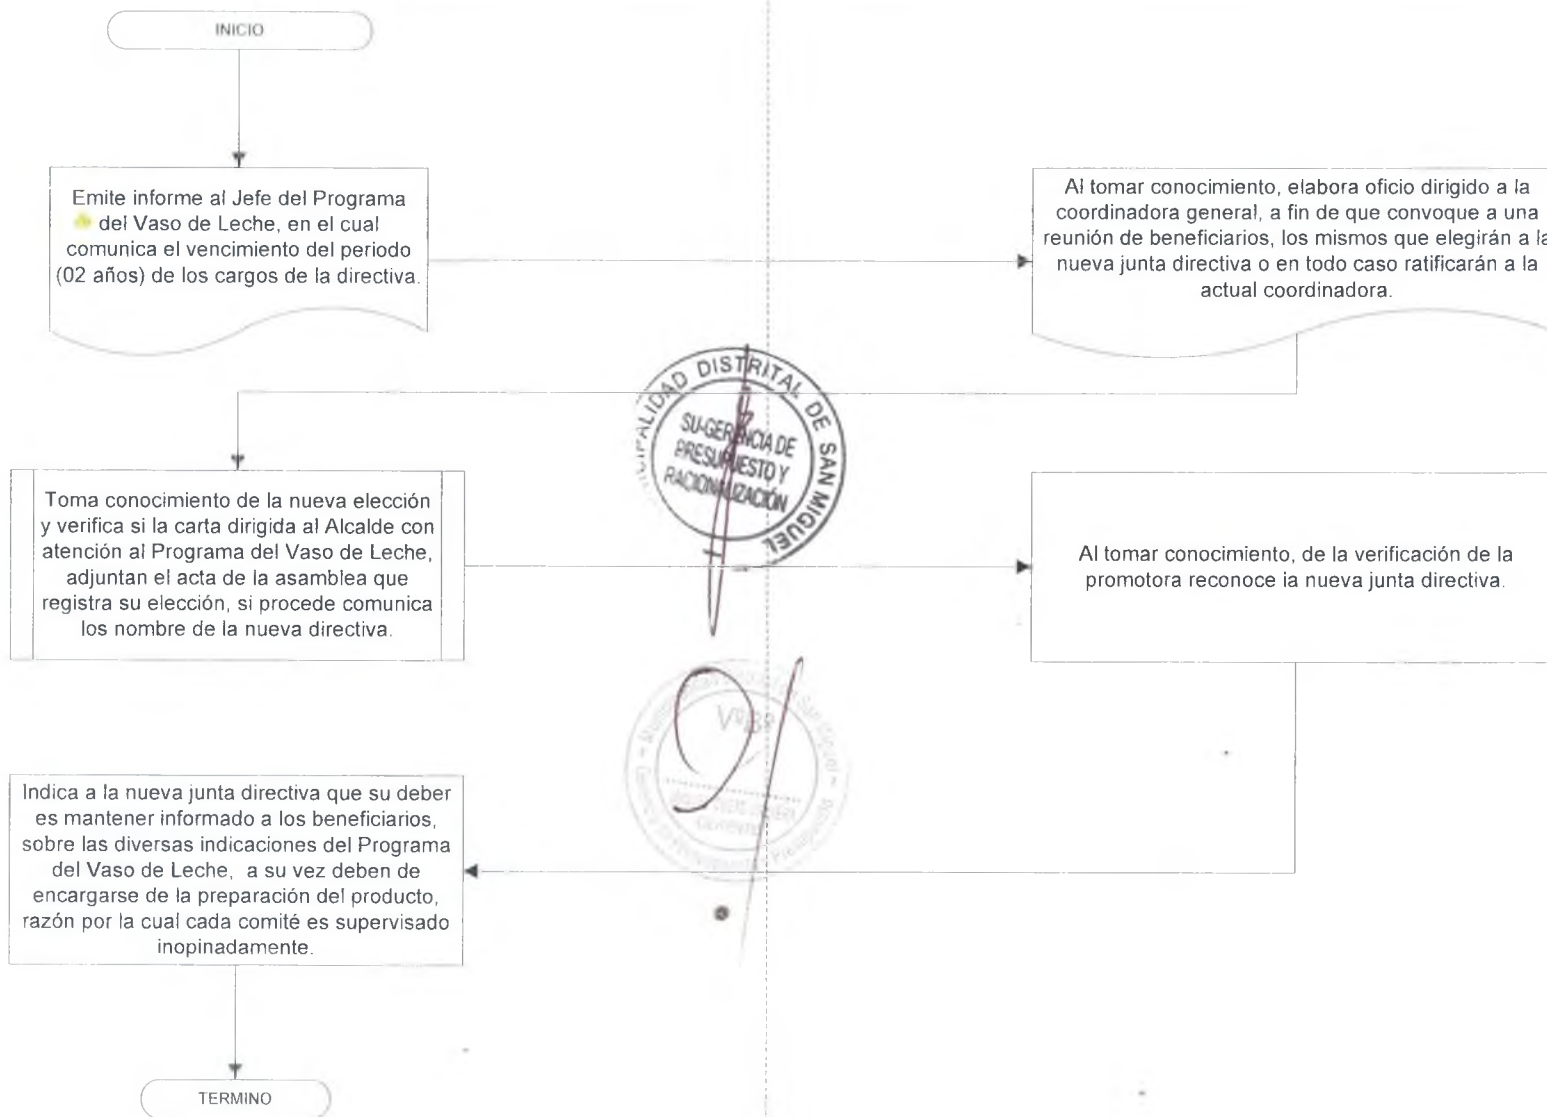 INICIO
Emite informe al Jefe del Programa
del Vaso de Leche, en el cual
comunica el vencimiento del periodo
(02 años) de los cargos de la directiva.
Al tomar conocimiento, elabora oficio dirigido a la
coordinadora general, a fin de que convoque a una
reunión de beneficiarios, los mismos que elegirán a la
nueva junta directiva o en todo caso ratificarán a la
actual coordinadora.
DISTRITAL DE SAN MIGUEL
SU-GERENCIA DE
PRESUPUESTO Y
RACIONALIZACIÓN
Toma conocimiento de la nueva elección
y verifica si la carta dirigida al Alcalde con
atención al Programa del Vaso de Leche,
adjuntan el acta de la asamblea que
registra su elección, si procede comunica
los nombre de la nueva directiva.
Al tomar conocimiento, de la verificación de la
promotora reconoce la nueva junta directiva.
VºBº
Indica a la nueva junta directiva que su deber
es mantener informado a los beneficiarios,
sobre las diversas indicaciones del Programa
del Vaso de Leche, a su vez deben de
encargarse de la preparación del producto,
razón por la cual cada comité es supervisado
inopinadamente.
TERMINO